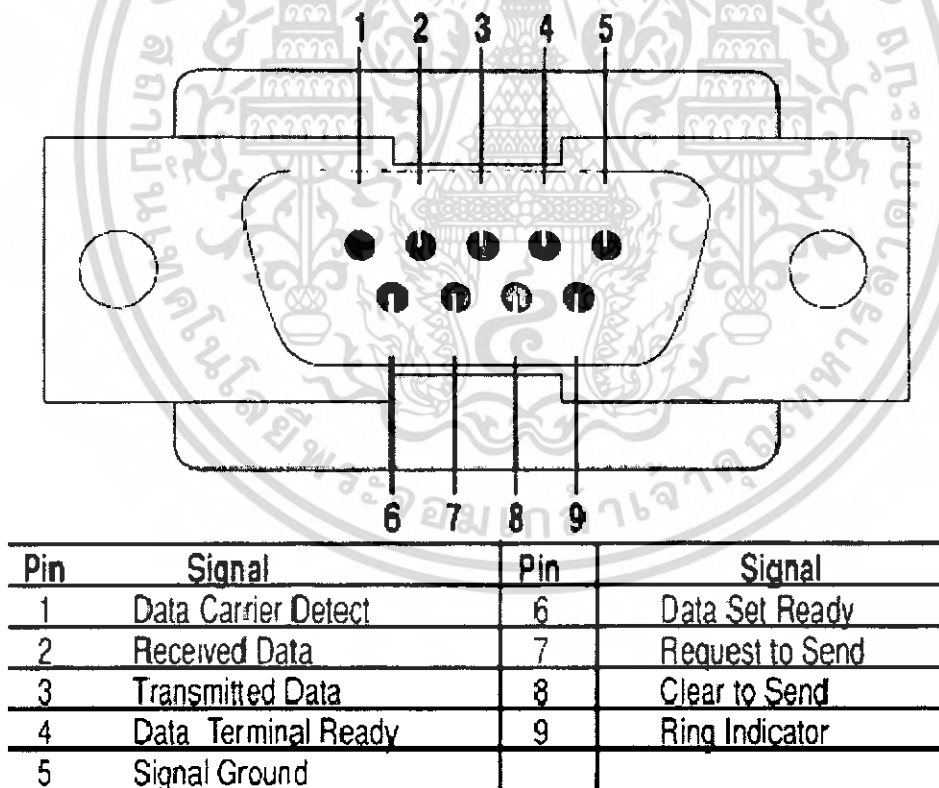 1 2 3 4 5
6 7 8 9
Pin Signal Pin Signal
1 Data Carrier Detect 6 Data Set Ready
2 Received Data 7 Request to Send
3 Transmitted Data 8 Clear to Send
4 Data Terminal Ready 9 Ring Indicator
5 Signal Ground